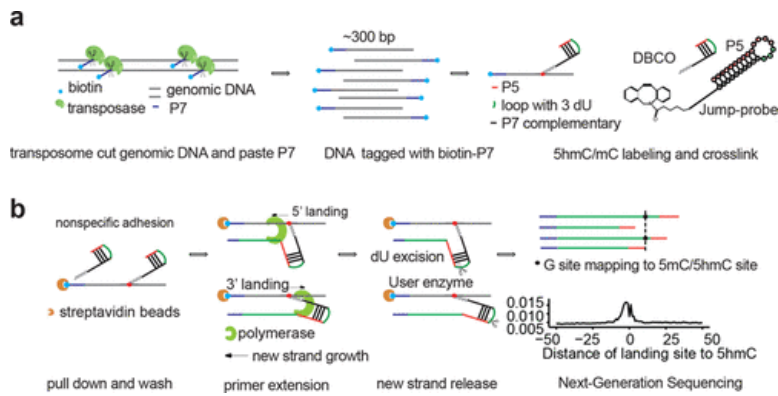 a
~300 bp
DBCO
P5
biotin
genomic DNA
transposase
P7
P5
loop with 3 dU
P7 complementary
Jump-probe
transposome cut genomic DNA and paste P7
DNA tagged with biotin-P7
5hmC/mC labeling and crosslink
b
nonspecific adhesion
5' landing
dU excision
3' landing
User enzyme
* G site mapping to 5mC/5hmC site
streptavidin beads
polymerase
new strand growth
0.015
0.010
0.005
-50
-25
0
25
50
Distance of landing site to 5hmC
pull down and wash
primer extension
new strand release
Next-Generation Sequencing